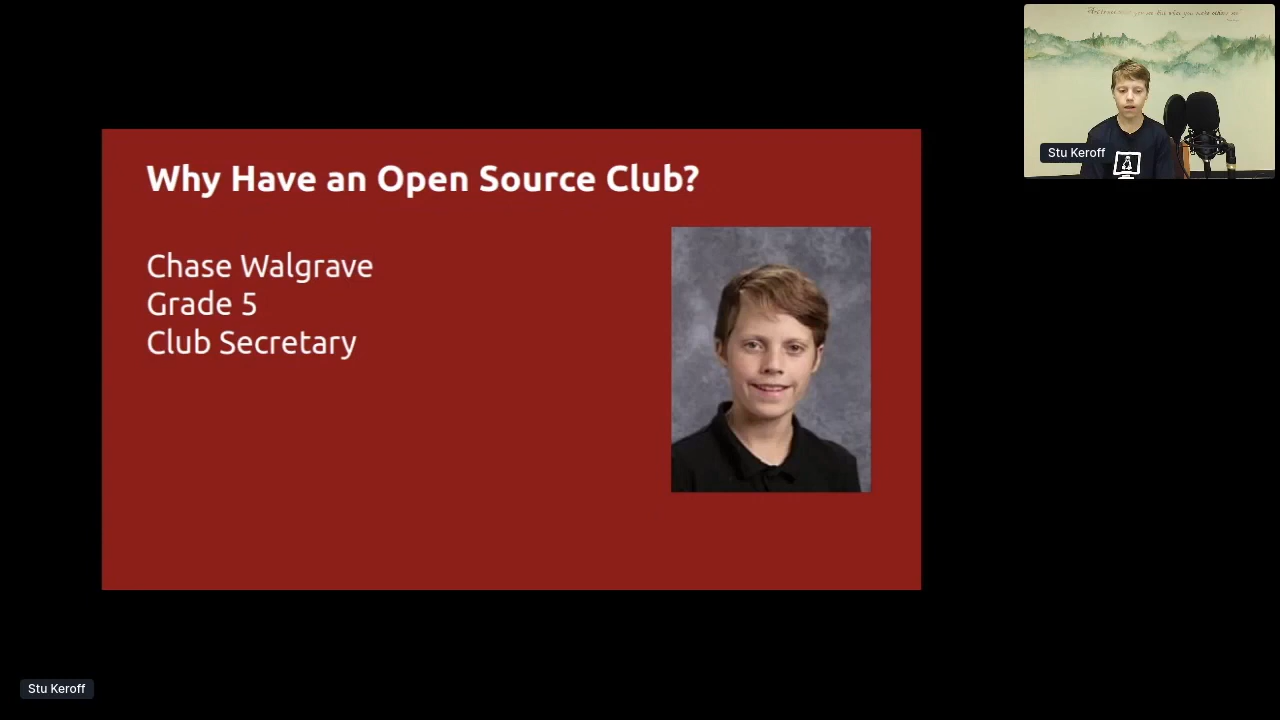 Why Have an Open Source Club?
Chase Walgrave
Grade 5
Club Secretary
Stu Keroff
Stu Keroff